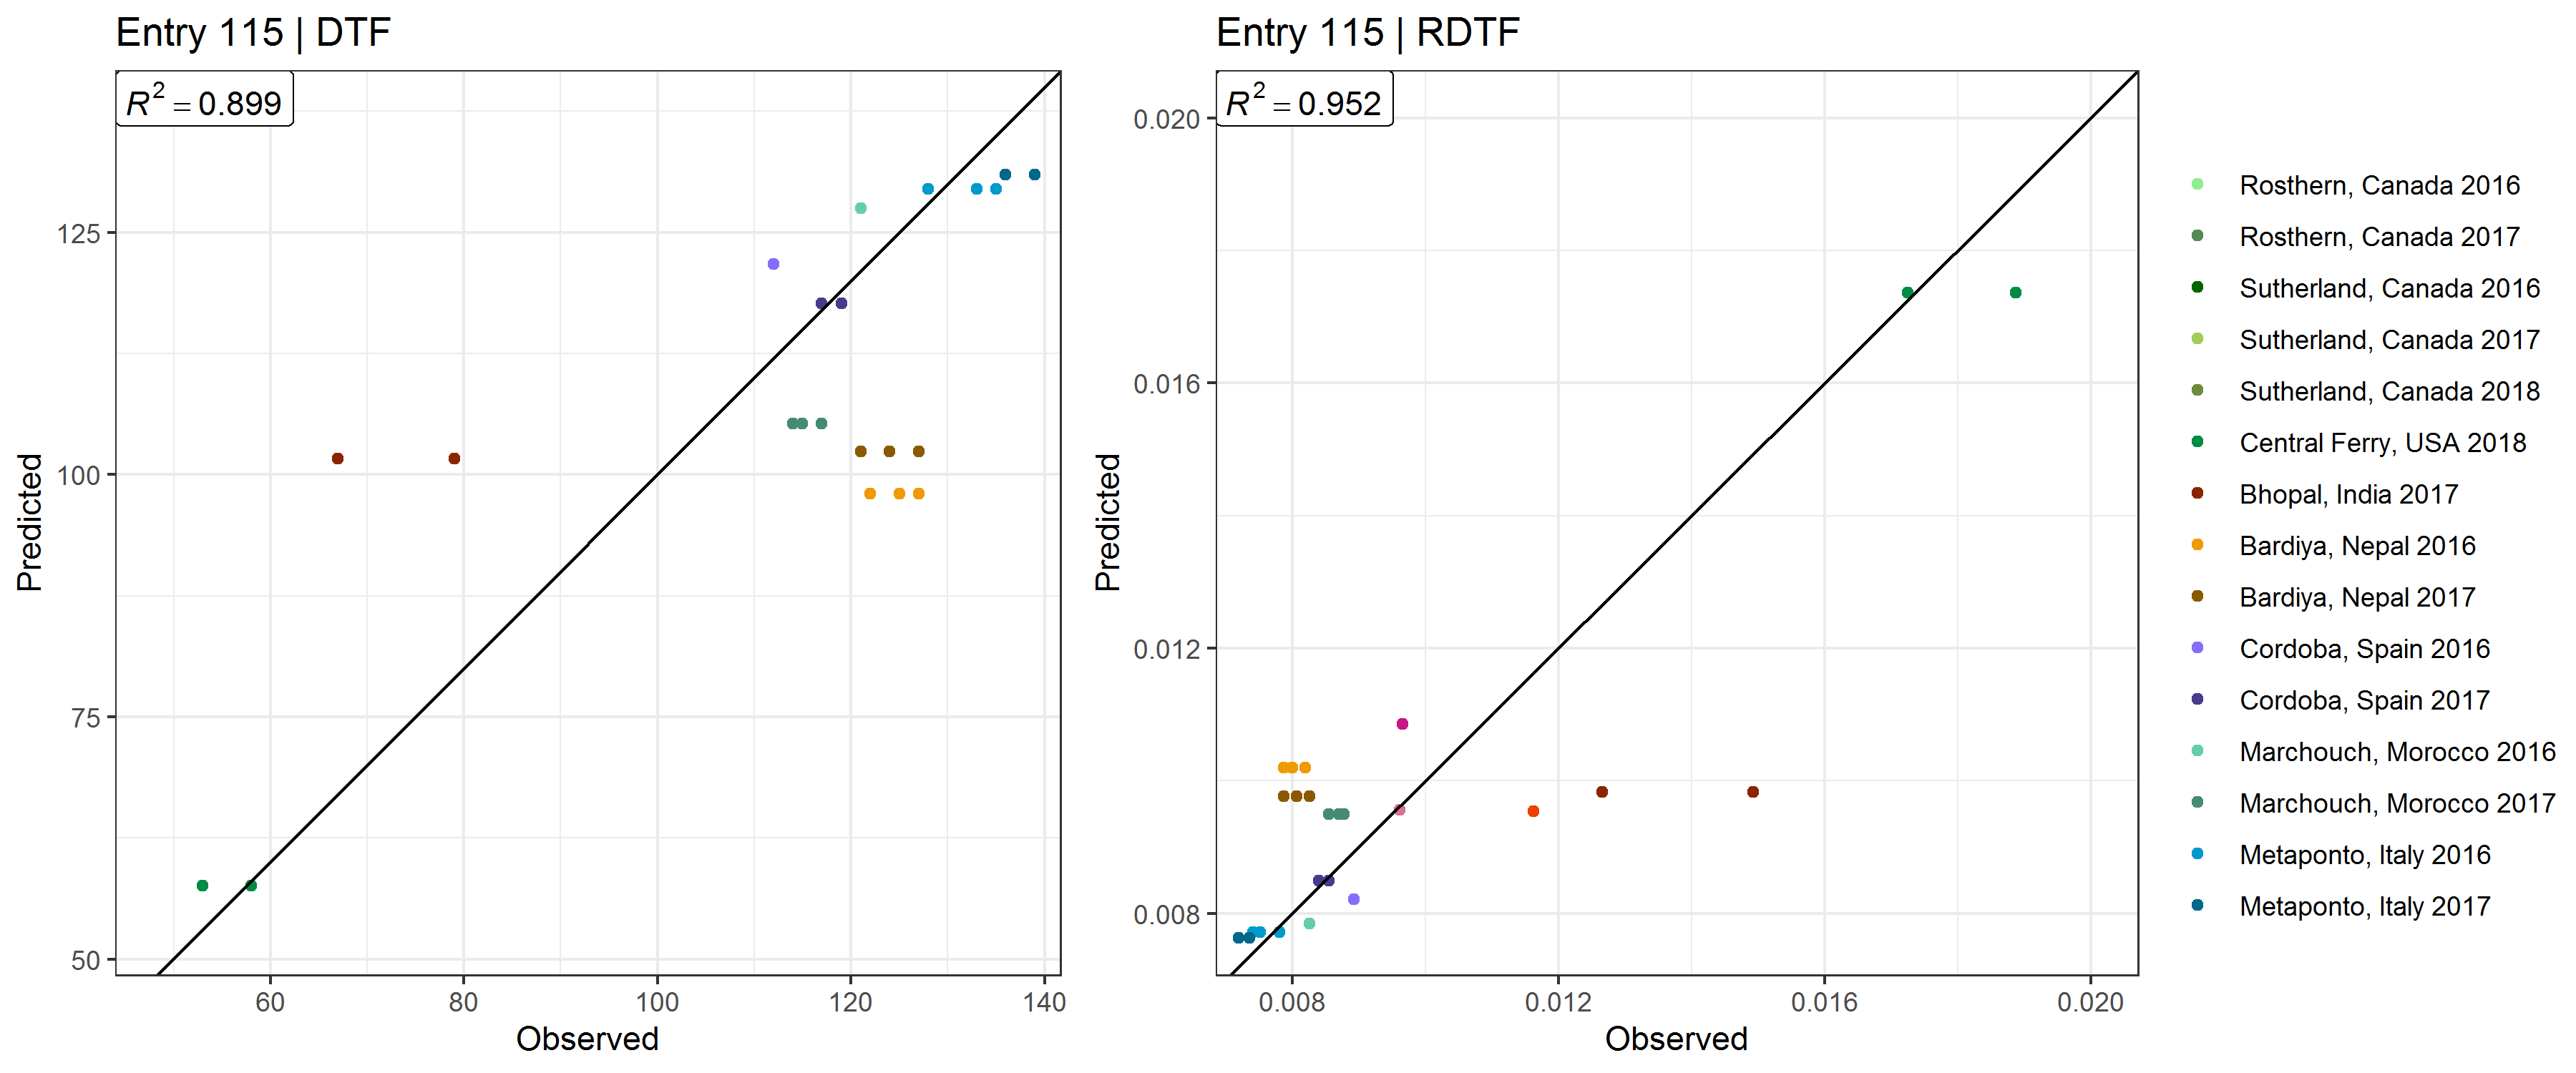 Entry 115 | DTF
R² = 0.899
125
100
75
50
Predicted
60 80 100 120 140
Observed
Entry 115 | RDTF
R² = 0.952
0.020
0.016
0.012
0.008
Predicted
0.008 0.012 0.016 0.020
Observed
Rosthern, Canada 2016
Rosthern, Canada 2017
Sutherland, Canada 2016
Sutherland, Canada 2017
Sutherland, Canada 2018
Central Ferry, USA 2018
Bhopal, India 2017
Bardiya, Nepal 2016
Bardiya, Nepal 2017
Cordoba, Spain 2016
Cordoba, Spain 2017
Marchouch, Morocco 2016
Marchouch, Morocco 2017
Metaponto, Italy 2016
Metaponto, Italy 2017